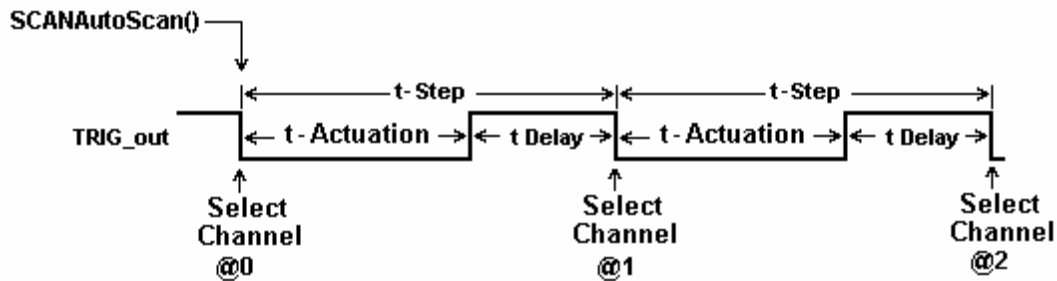 SCANAutoScan()
t-Step t-Step
TRIG_out t - Actuation t Delay t - Actuation t Delay
Select Select Select
Channel Channel Channel
@0 @1 @2